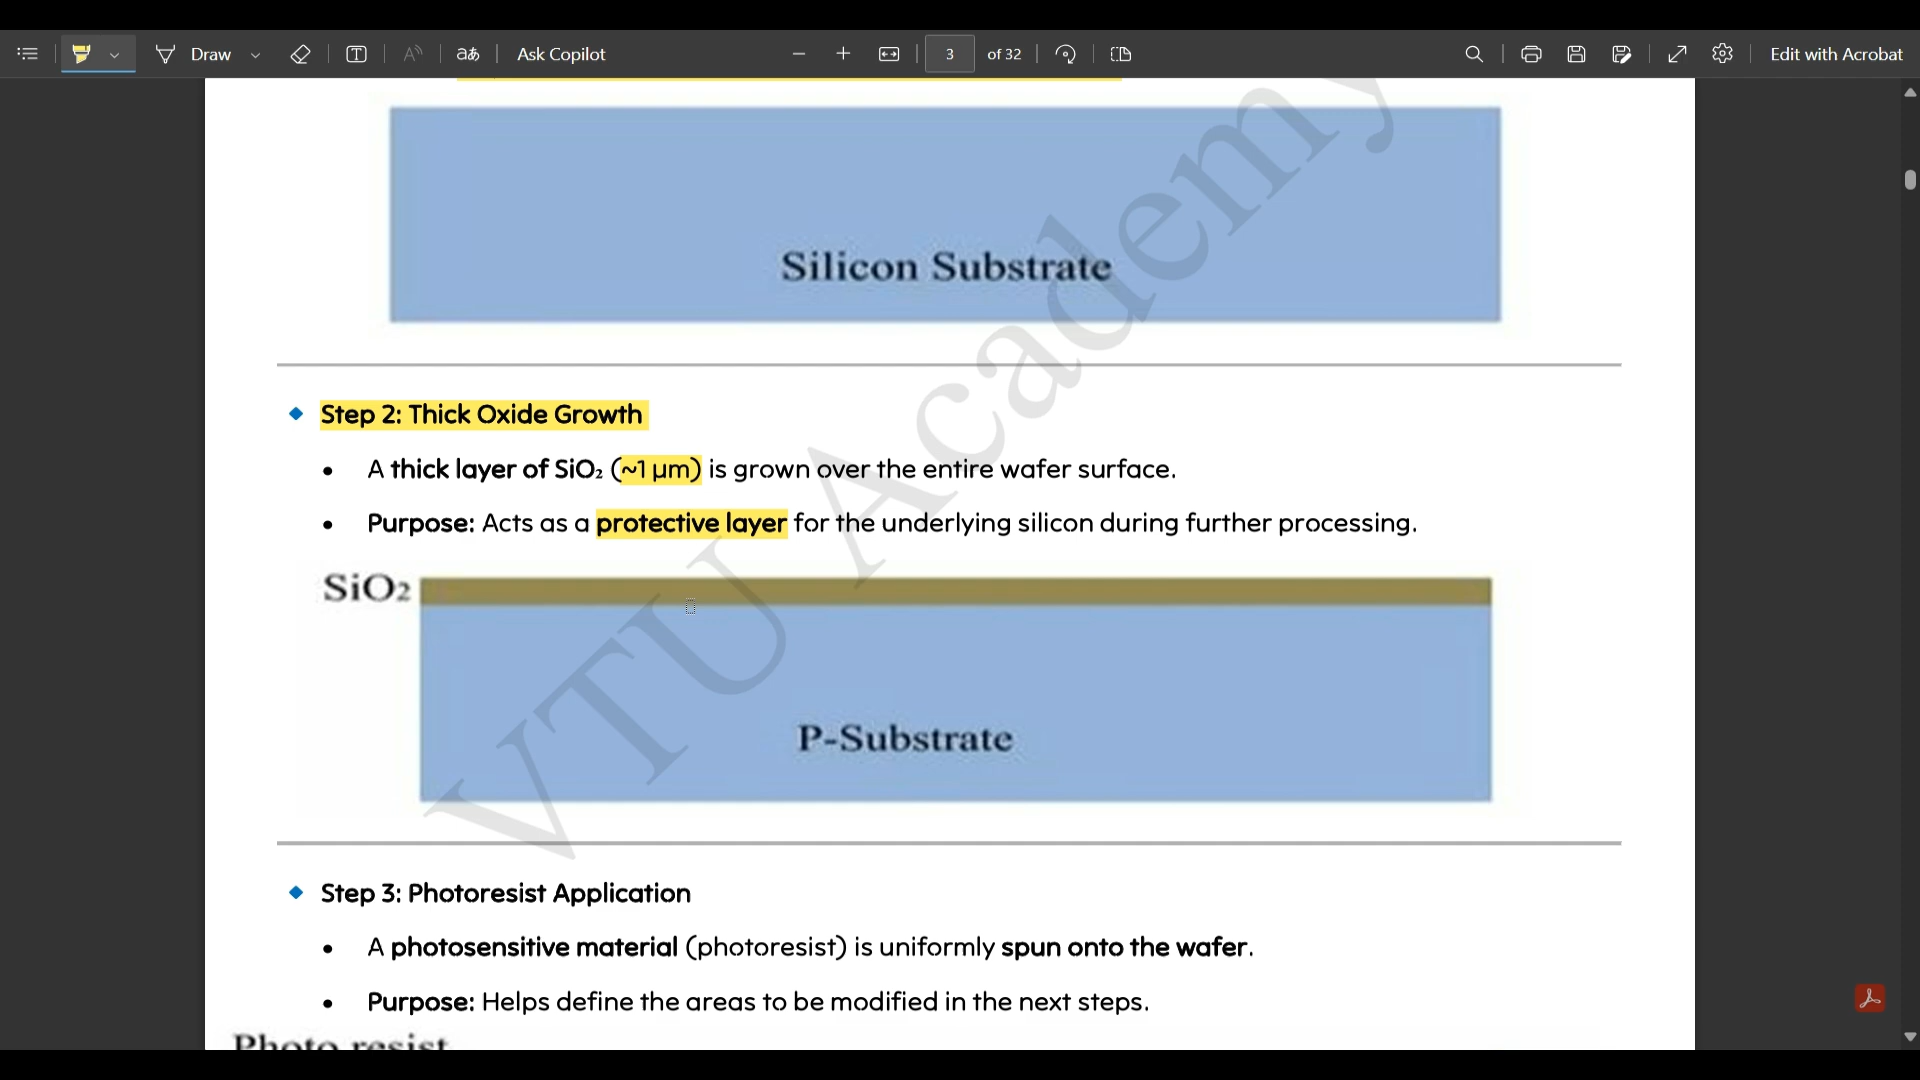 Draw
Ask Copilot
3 of 32
Edit with Acrobat
Silicon Substrate
Step 2: Thick Oxide Growth
• A thick layer of SiO₂ (~1 µm) is grown over the entire wafer surface.
• Purpose: Acts as a protective layer for the underlying silicon during further processing.
SiO2
P-Substrate
Step 3: Photoresist Application
• A photosensitive material (photoresist) is uniformly spun onto the wafer.
• Purpose: Helps define the areas to be modified in the next steps.
Photo resist
VTU Academy